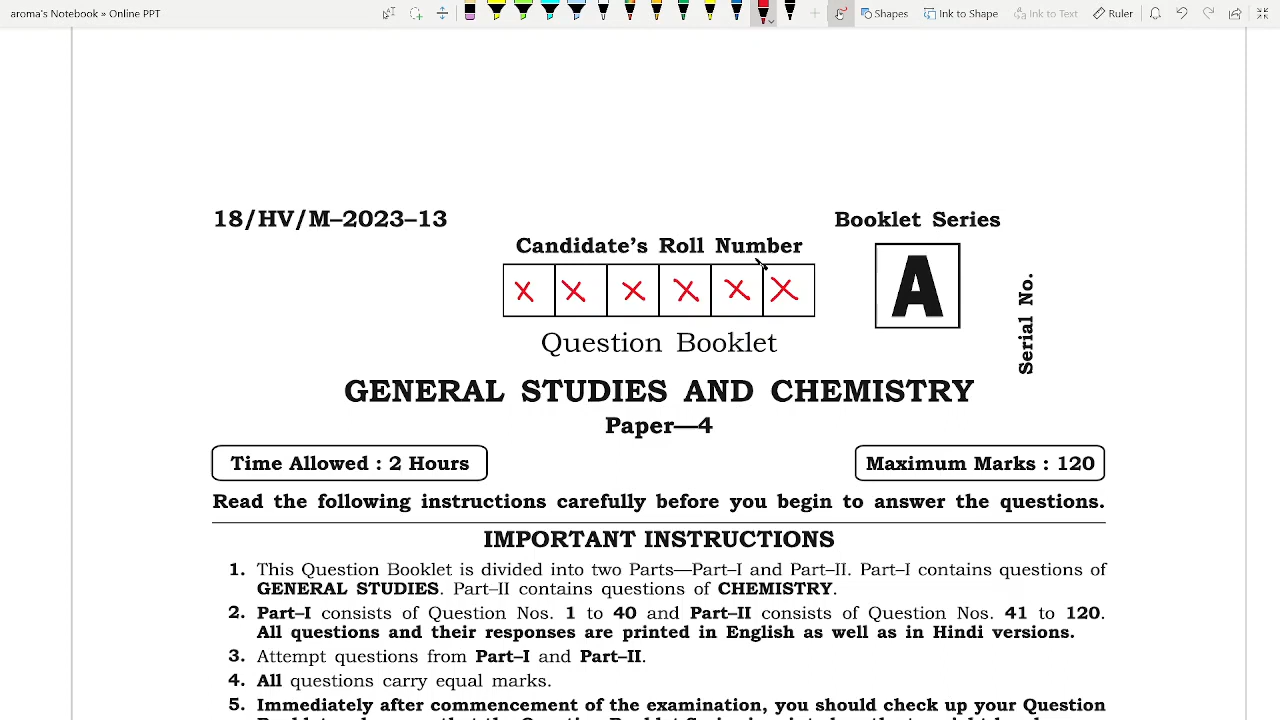 aroma's Notebook » Online PPT
Shapes
Ink to Shape
Ink to Text
Ruler
18/HV/M–2023–13
Booklet Series
Candidate's Roll Number
A
Serial No.
X X X X X X
Question Booklet
GENERAL STUDIES AND CHEMISTRY
Paper—4
Time Allowed : 2 Hours
Maximum Marks : 120
Read the following instructions carefully before you begin to answer the questions.
IMPORTANT INSTRUCTIONS
1. This Question Booklet is divided into two Parts—Part–I and Part–II. Part–I contains questions of
GENERAL STUDIES. Part–II contains questions of CHEMISTRY.
2. Part–I consists of Question Nos. 1 to 40 and Part–II consists of Question Nos. 41 to 120.
All questions and their responses are printed in English as well as in Hindi versions.
3. Attempt questions from Part–I and Part–II.
4. All questions carry equal marks.
5. Immediately after commencement of the examination, you should check up your Question